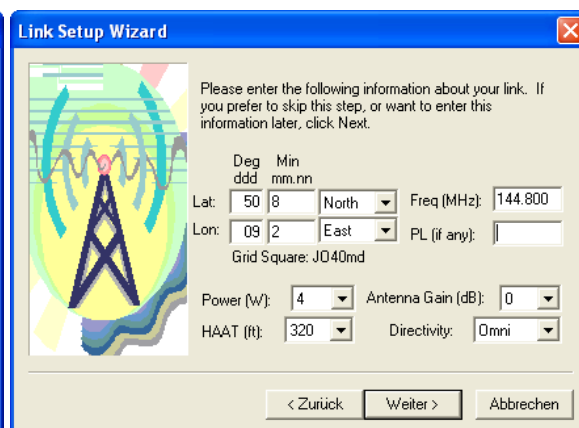 Link Setup Wizard
Please enter the following information about your link. If
you prefer to skip this step, or want to enter this
information later, click Next.
Deg Min
ddd mm.nn
Lat: 50 8 North Freq (MHz): 144.800
Lon: 09 2 East PL (if any):
Grid Square: JO40md
Power (W): 4 Antenna Gain (dB): 0
HAAT (ft): 320 Directivity: Omni
< Zurück Weiter > Abbrechen